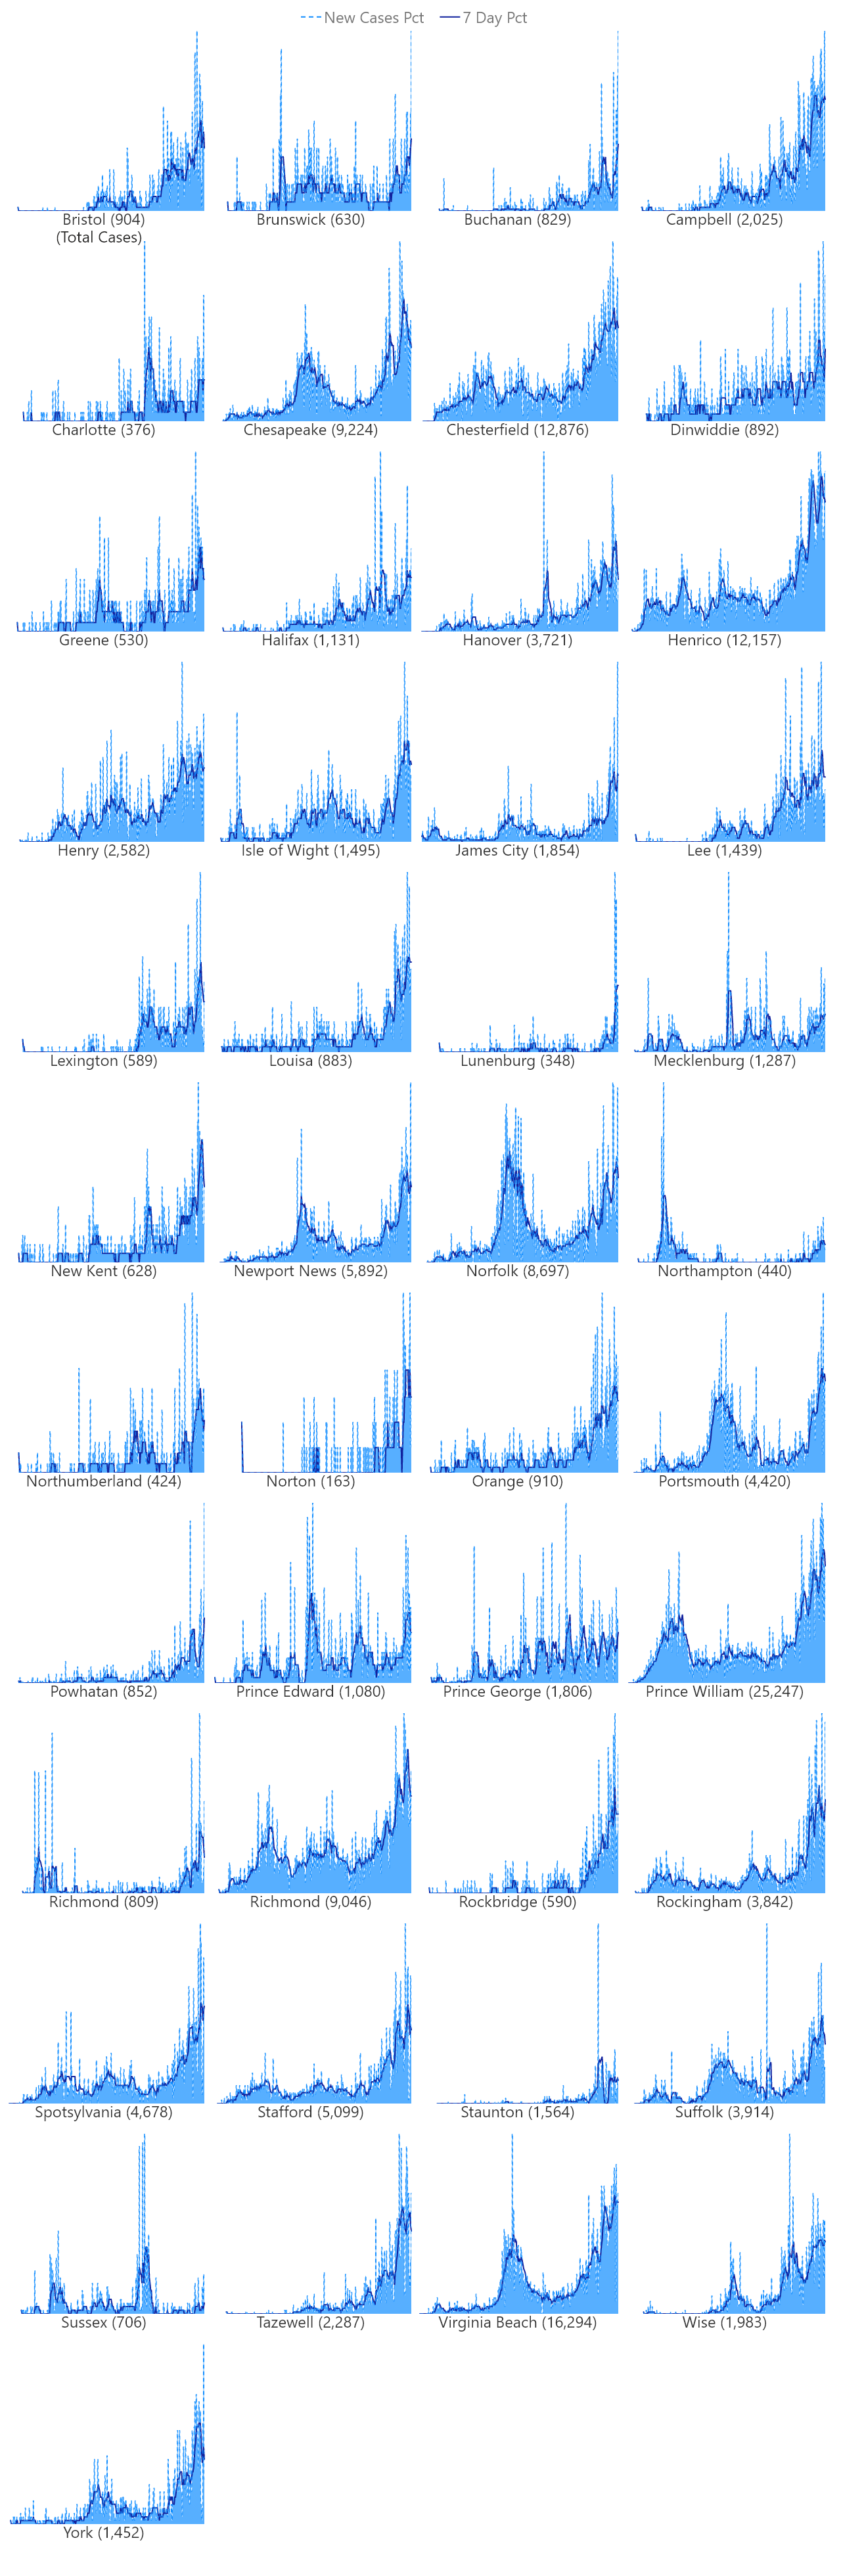 New Cases Pct 7 Day Pct
Bristol (904) Brunswick (630) Buchanan (829) Campbell (2,025)
(Total Cases)
Charlotte (376) Chesapeake (9,224) Chesterfield (12,876) Dinwiddie (892)
Greene (530) Halifax (1,131) Hanover (3,721) Henrico (12,157)
Henry (2,582) Isle of Wight (1,495) James City (1,854) Lee (1,439)
Lexington (589) Louisa (883) Lunenburg (348) Mecklenburg (1,287)
New Kent (628) Newport News (5,892) Norfolk (8,697) Northampton (440)
Northumberland (424) Norton (163) Orange (910) Portsmouth (4,420)
Powhatan (852) Prince Edward (1,080) Prince George (1,806) Prince William (25,247)
Richmond (809) Richmond (9,046) Rockbridge (590) Rockingham (3,842)
Spotsylvania (4,678) Stafford (5,099) Staunton (1,564) Suffolk (3,914)
Sussex (706) Tazewell (2,287) Virginia Beach (16,294) Wise (1,983)
York (1,452)